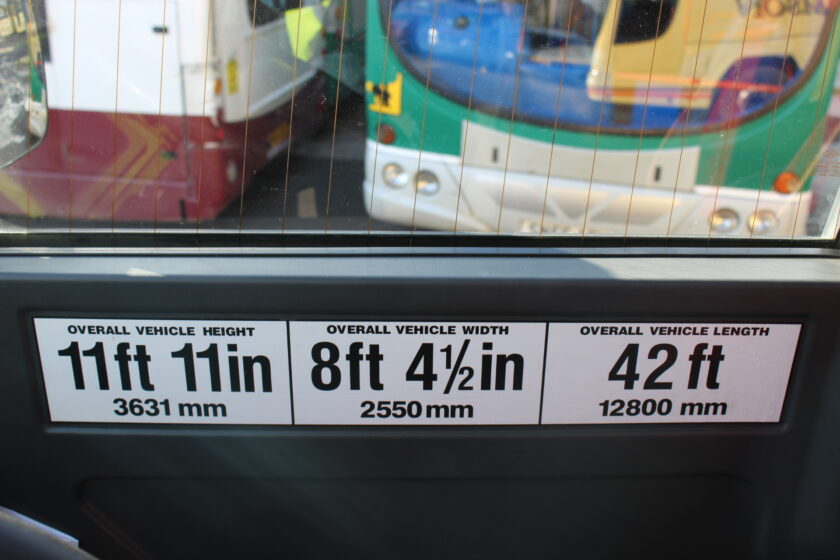 OVERALL VEHICLE HEIGHT
11ft 11in
3631 mm
OVERALL VEHICLE WIDTH
8ft 4½in
2550mm
OVERALL VEHICLE LENGTH
42 ft
12800 mm